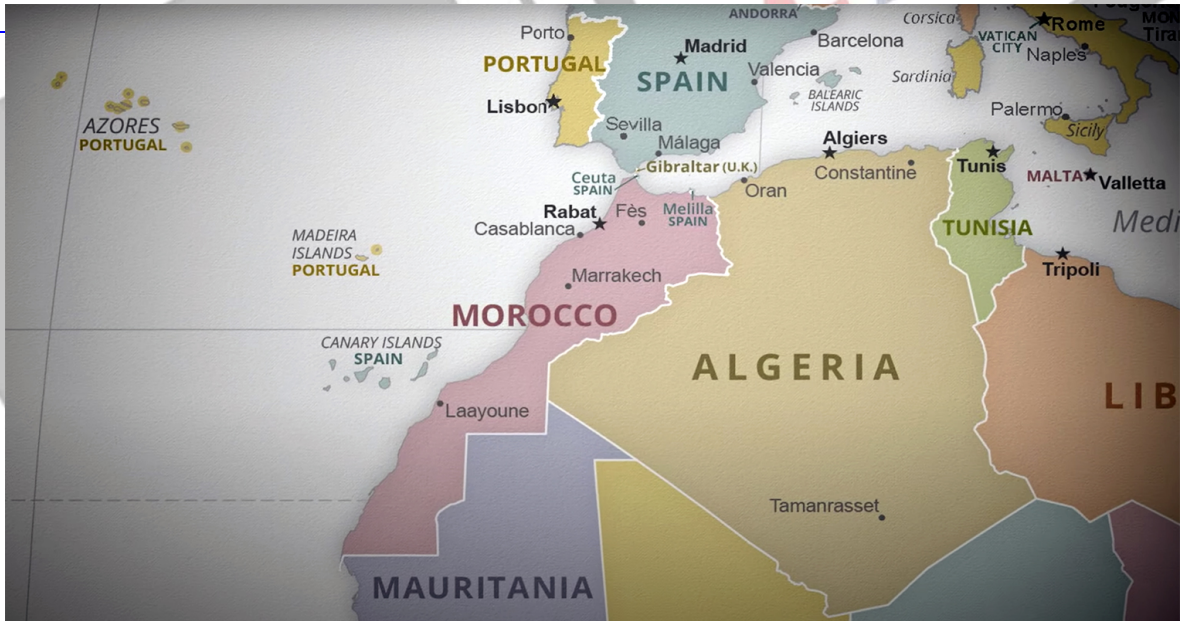 ANDORRA
Corsica
Rome
Porto
Madrid
Barcelona
VATICAN
CITY
Naples
PORTUGAL
SPAIN
Valencia
Sardinia
BALEARIC
ISLANDS
Lisbon
Palermo
Sicily
AZORES
PORTUGAL
Sevilla
Málaga
Algiers
Gibraltar (U.K.)
Constantine
Tunis
MALTA
Valletta
Ceuta
SPAIN
Oran
Rabat
Fès
Melilla
SPAIN
Casablanca
TUNISIA
Medi
MADEIRA
ISLANDS
PORTUGAL
Tripoli
Marrakech
MOROCCO
CANARY ISLANDS
SPAIN
ALGERIA
LIB
Laayoune
Tamanrasset
MAURITANIA